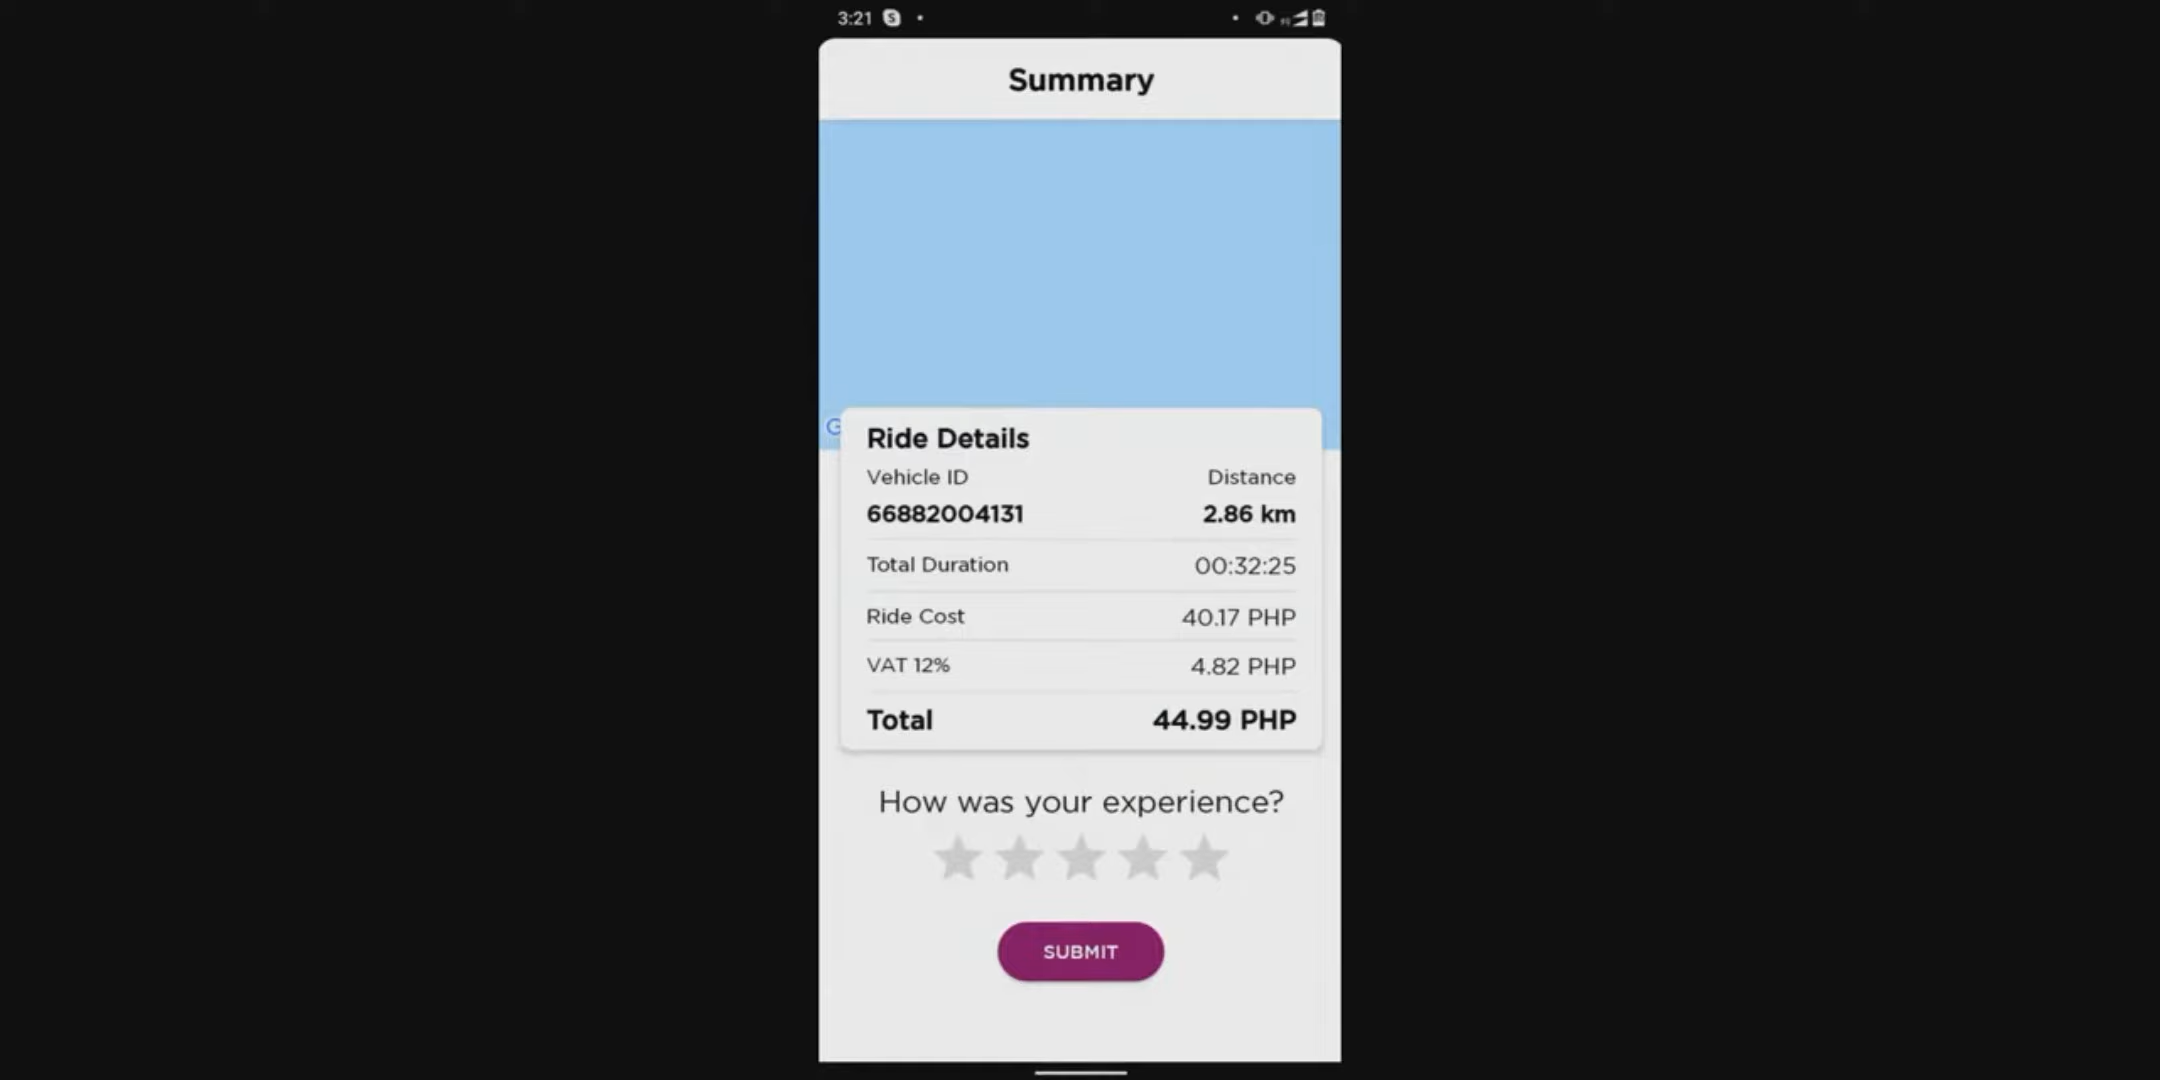 3:21
Summary
G
Ride Details
Vehicle ID Distance
66882004131 2.86 km
Total Duration 00:32:25
Ride Cost 40.17 PHP
VAT 12% 4.82 PHP
Total 44.99 PHP
How was your experience?
SUBMIT